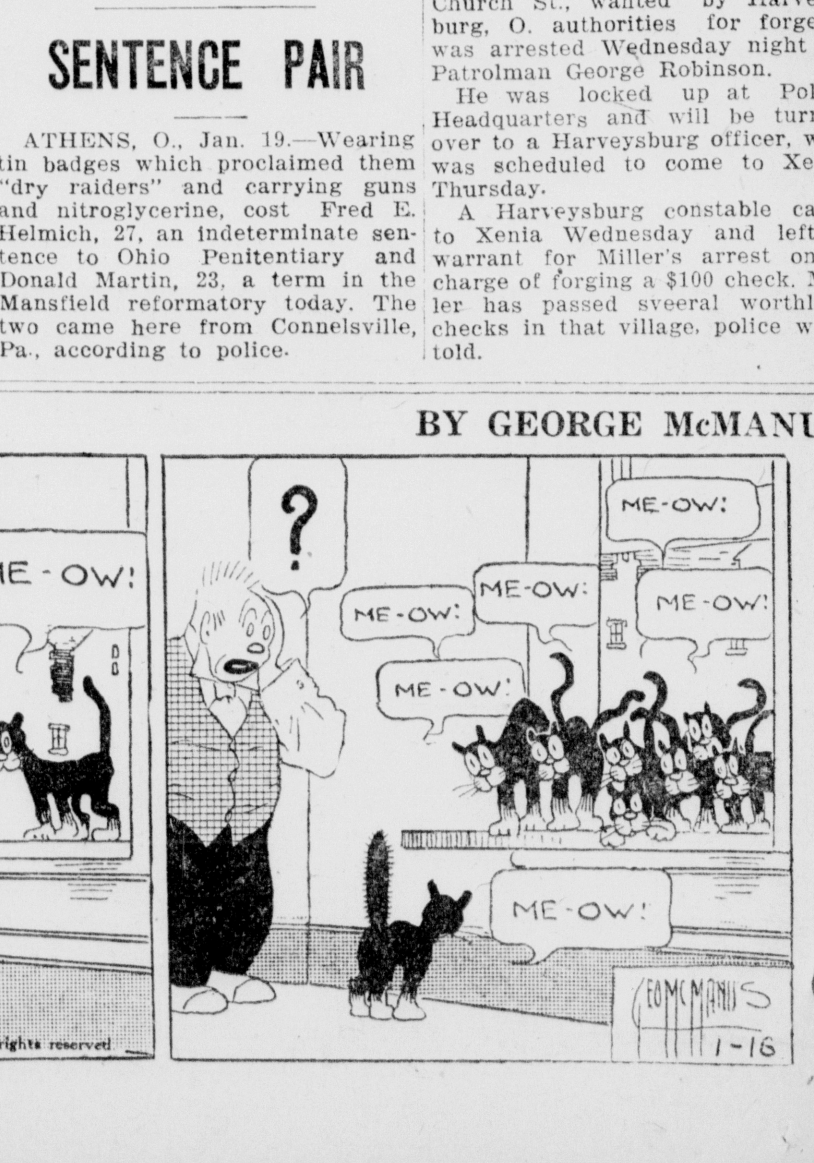 SENTENCE PAIR
ATHENS, O., Jan. 19.—Wearing
tin badges which proclaimed them
"dry raiders" and carrying guns
and nitroglycerine, cost Fred E.
Helmich, 27, an indeterminate sen-
tence to Ohio Penitentiary and
Donald Martin, 23, a term in the
Mansfield reformatory today. The
two came here from Connelsville,
Pa., according to police.
Church St., wanted by
burg, O. authorities for
was arrested Wednesday night
Patrolman George Robinson.
He was locked up at
Headquarters and will be
over to a Harveysburg officer,
was scheduled to come to
Thursday.
A Harveysburg constable
to Xenia Wednesday and left
warrant for Miller's arrest on
charge of forging a $100 check.
ler has passed sveeral
checks in that village, police
told.
BY GEORGE McMANU
ME-OW!
rights reserved
?
ME-OW!
ME-OW!
ME-OW!
ME-OW!
ME-OW!
ME-OW!
GEO MCMANUS
1-16